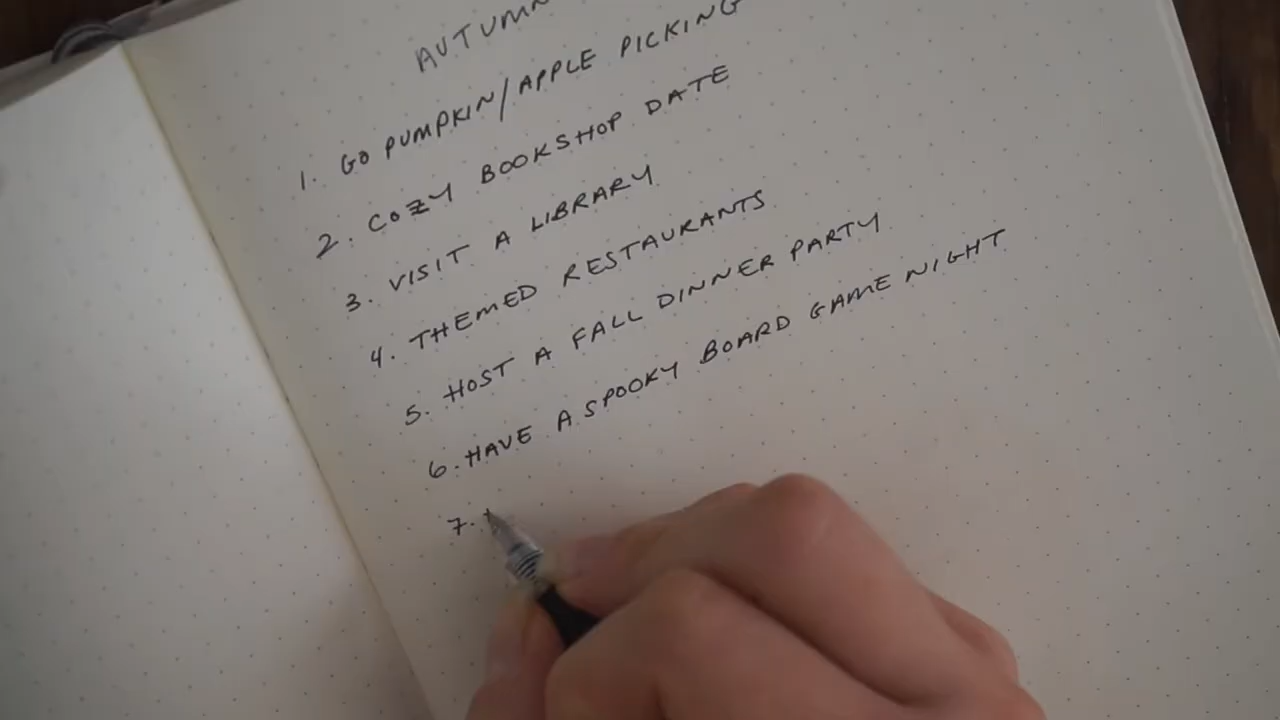 AUTUMN
1. GO PUMPKIN/APPLE PICKING
2. COZY BOOKSHOP DATE
3. VISIT A LIBRARY
4. THEMED RESTAURANTS
5. HOST A FALL DINNER PARTY
6. HAVE A SPOOKY BOARD GAME NIGHT
7.